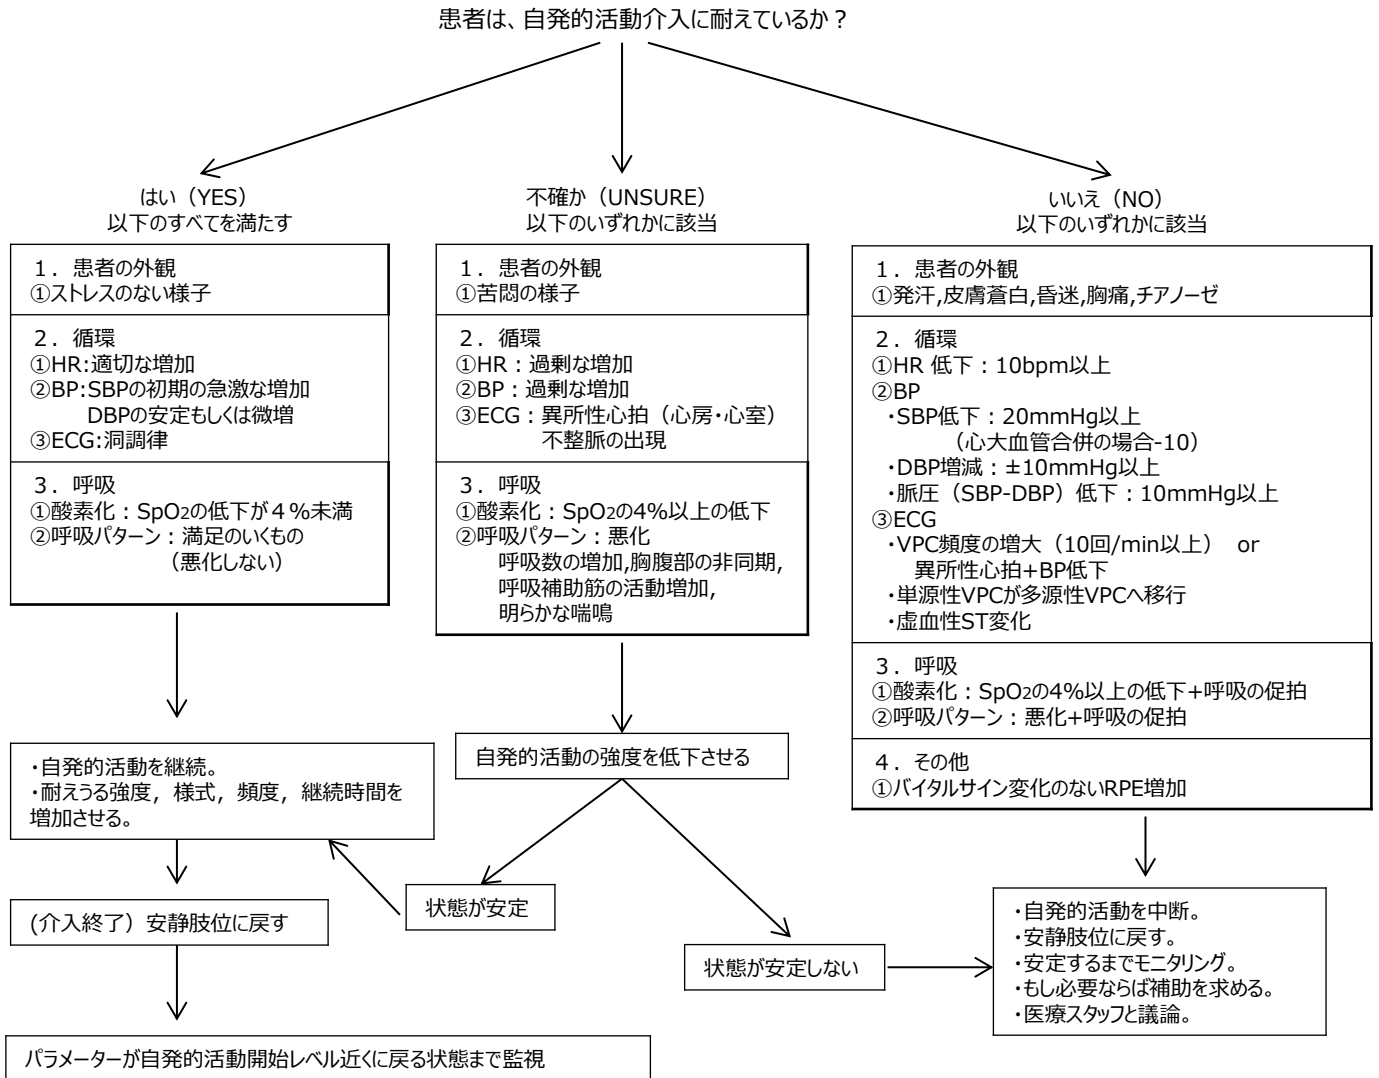 患者は、自発的活動介入に耐えているか？
はい（YES）
以下のすべてを満たす
１．患者の外観
①ストレスのない様子
２．循環
①HR:適切な増加
②BP:SBPの初期の急激な増加
DBPの安定もしくは微増
③ECG:洞調律
３．呼吸
①酸素化：SpO2の低下が４％未満
②呼吸パターン：満足のいくもの
（悪化しない）
・自発的活動を継続。
・耐えうる強度，様式，頻度，継続時間を
増加させる。
(介入終了）安静肢位に戻す
パラメーターが自発的活動開始レベル近くに戻る状態まで監視
不確か（UNSURE）
以下のいずれかに該当
１．患者の外観
①苦悶の様子
２．循環
①HR：過剰な増加
②BP：過剰な増加
③ECG：異所性心拍（心房・心室）
不整脈の出現
３．呼吸
①酸素化：SpO2の4%以上の低下
②呼吸パターン：悪化
呼吸数の増加,胸腹部の非同期,
呼吸補助筋の活動増加,
明らかな喘鳴
自発的活動の強度を低下させる
状態が安定
状態が安定しない
いいえ（NO）
以下のいずれかに該当
１．患者の外観
①発汗,皮膚蒼白,昏迷,胸痛,チアノーゼ
２．循環
①HR 低下：10bpm以上
②BP
・SBP低下：20mmHg以上
（心大血管合併の場合-10）
・DBP増減：±10mmHg以上
・脈圧（SBP-DBP）低下：10mmHg以上
③ECG
・VPC頻度の増大（10回/min以上） or
異所性心拍+BP低下
・単源性VPCが多源性VPCへ移行
・虚血性ST変化
３．呼吸
①酸素化：SpO2の4%以上の低下+呼吸の促拍
②呼吸パターン：悪化+呼吸の促拍
４．その他
①バイタルサイン変化のないRPE増加
・自発的活動を中断。
・安静肢位に戻す。
・安定するまでモニタリング。
・もし必要ならば補助を求める。
・医療スタッフと議論。